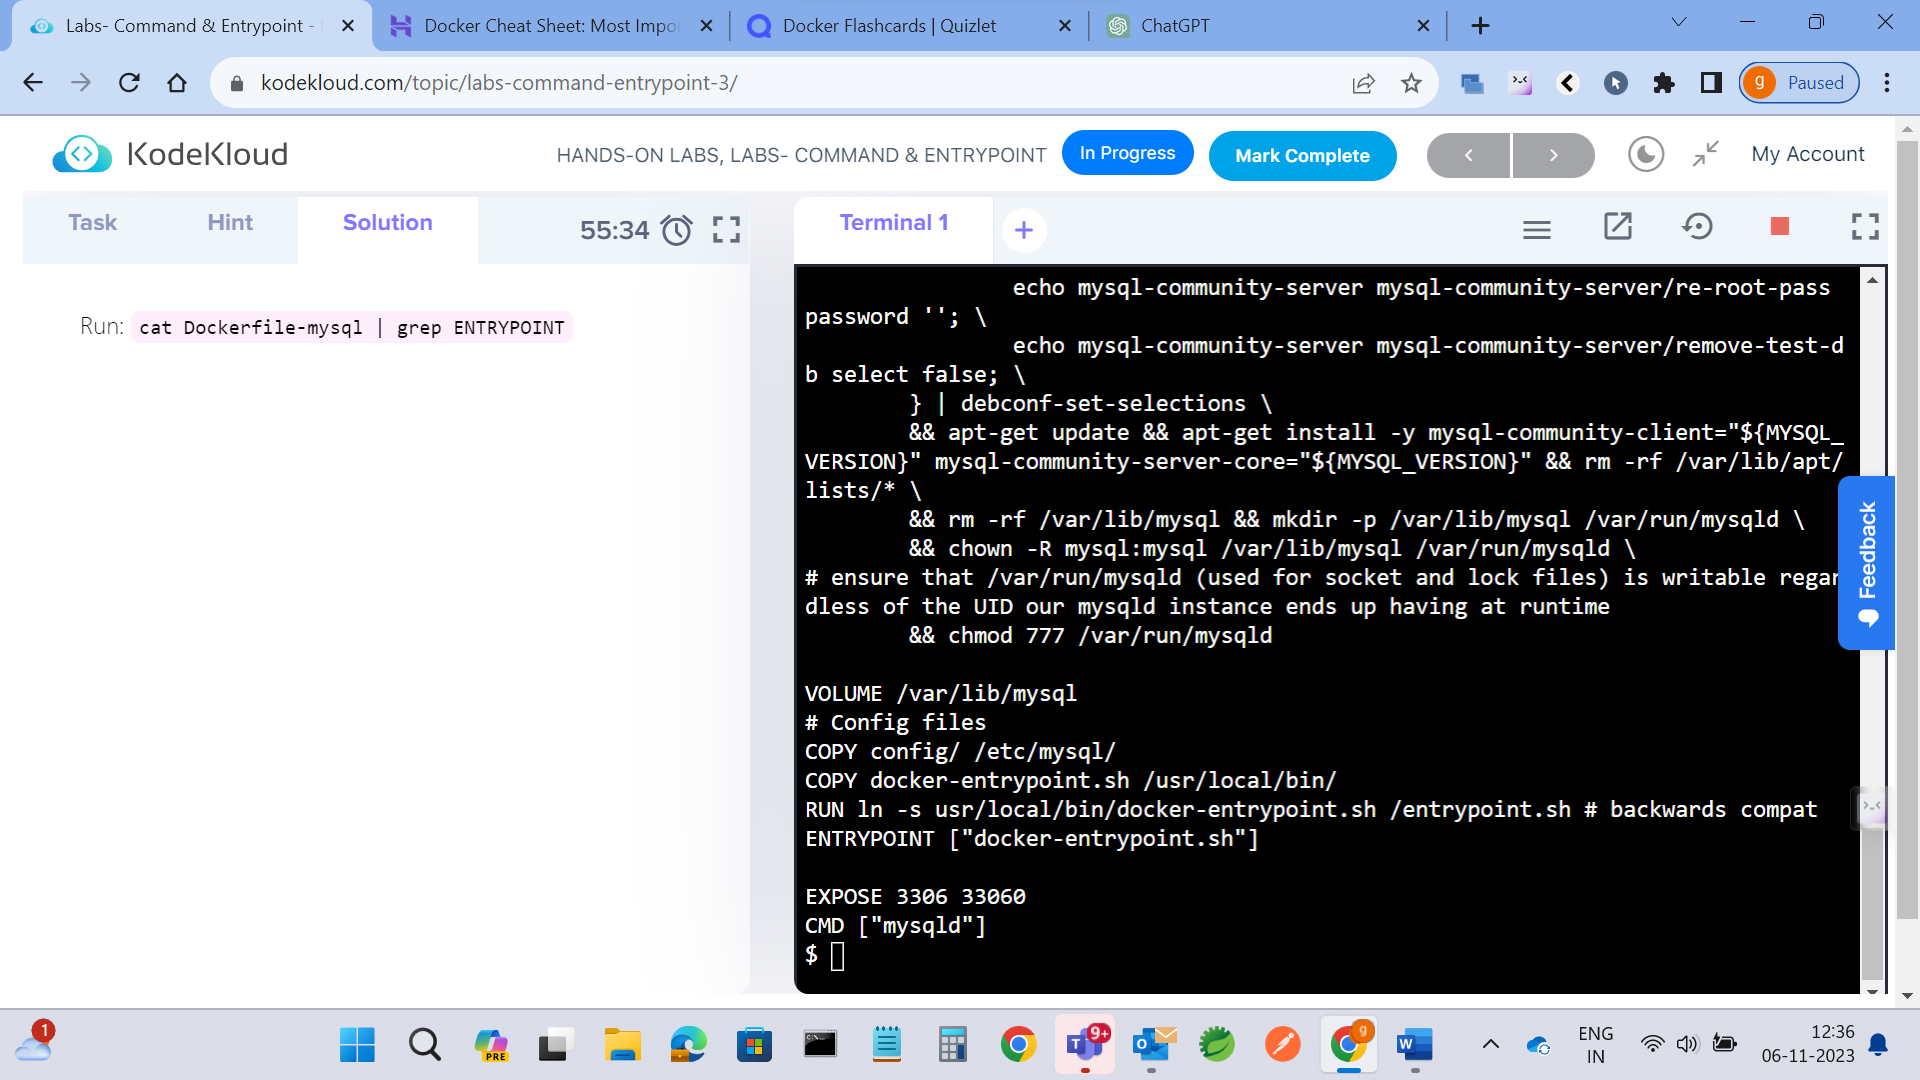 Labs- Command & Entrypoint -
Docker Cheat Sheet: Most Impo
Docker Flashcards | Quizlet
ChatGPT
kodekloud.com/topic/labs-command-entrypoint-3/
g Paused
KodeKloud
HANDS-ON LABS, LABS- COMMAND & ENTRYPOINT
In Progress
Mark Complete
My Account
Task
Hint
Solution
55:34
Terminal 1
Run: cat Dockerfile-mysql | grep ENTRYPOINT
echo mysql-community-server mysql-community-server/re-root-pass
password ''; \
echo mysql-community-server mysql-community-server/remove-test-d
b select false; \
} | debconf-set-selections \
&& apt-get update && apt-get install -y mysql-community-client="${MYSQL_
VERSION}" mysql-community-server-core="${MYSQL_VERSION}" && rm -rf /var/lib/apt/
lists/* \
&& rm -rf /var/lib/mysql && mkdir -p /var/lib/mysql /var/run/mysqld \
&& chown -R mysql:mysql /var/lib/mysql /var/run/mysqld \
# ensure that /var/run/mysqld (used for socket and lock files) is writable regar
dless of the UID our mysqld instance ends up having at runtime
&& chmod 777 /var/run/mysqld
VOLUME /var/lib/mysql
# Config files
COPY config/ /etc/mysql/
COPY docker-entrypoint.sh /usr/local/bin/
RUN ln -s usr/local/bin/docker-entrypoint.sh /entrypoint.sh # backwards compat
ENTRYPOINT ["docker-entrypoint.sh"]
EXPOSE 3306 33060
CMD ["mysqld"]
$
Feedback
1
PRE
9+
g
ENG
IN
12:36
06-11-2023